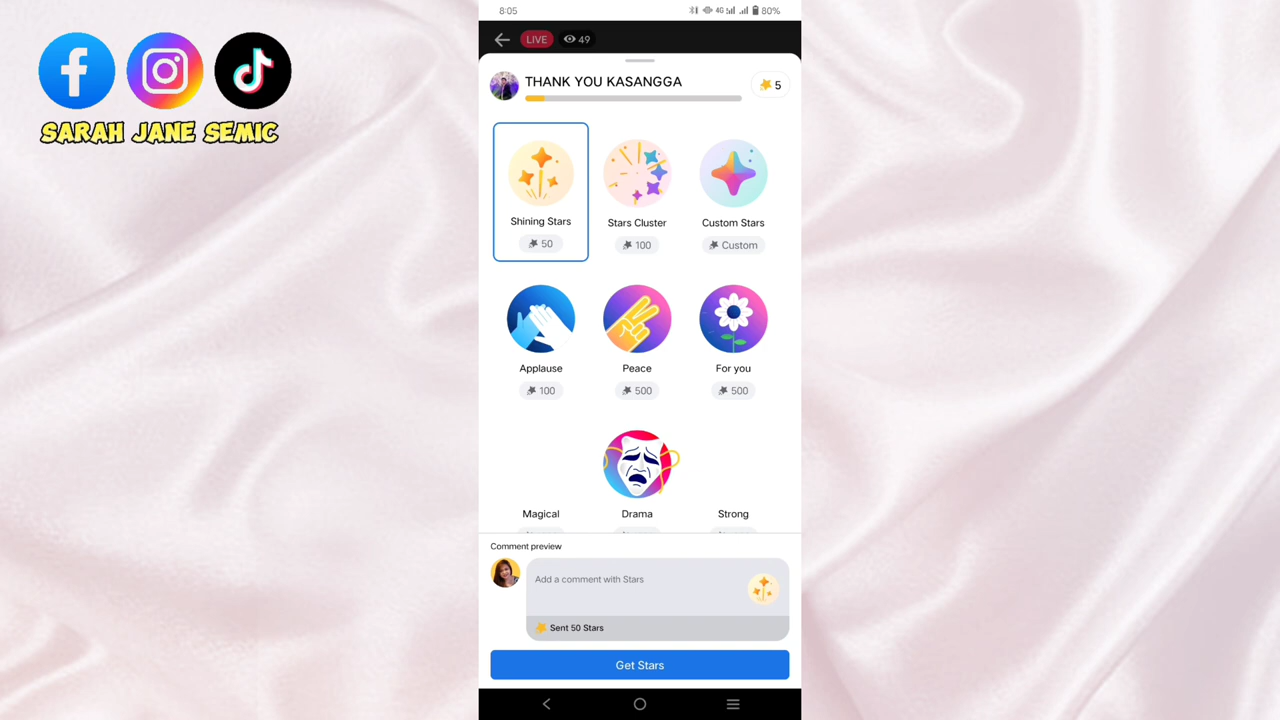 8:05
4G
80%
LIVE
49
THANK YOU KASANGGA
5
SARAH JANE SEMIC
Shining Stars
Stars Cluster
Custom Stars
50
100
Custom
Applause
Peace
For you
100
500
500
Magical
Drama
Strong
Comment preview
Add a comment with Stars
Sent 50 Stars
Get Stars